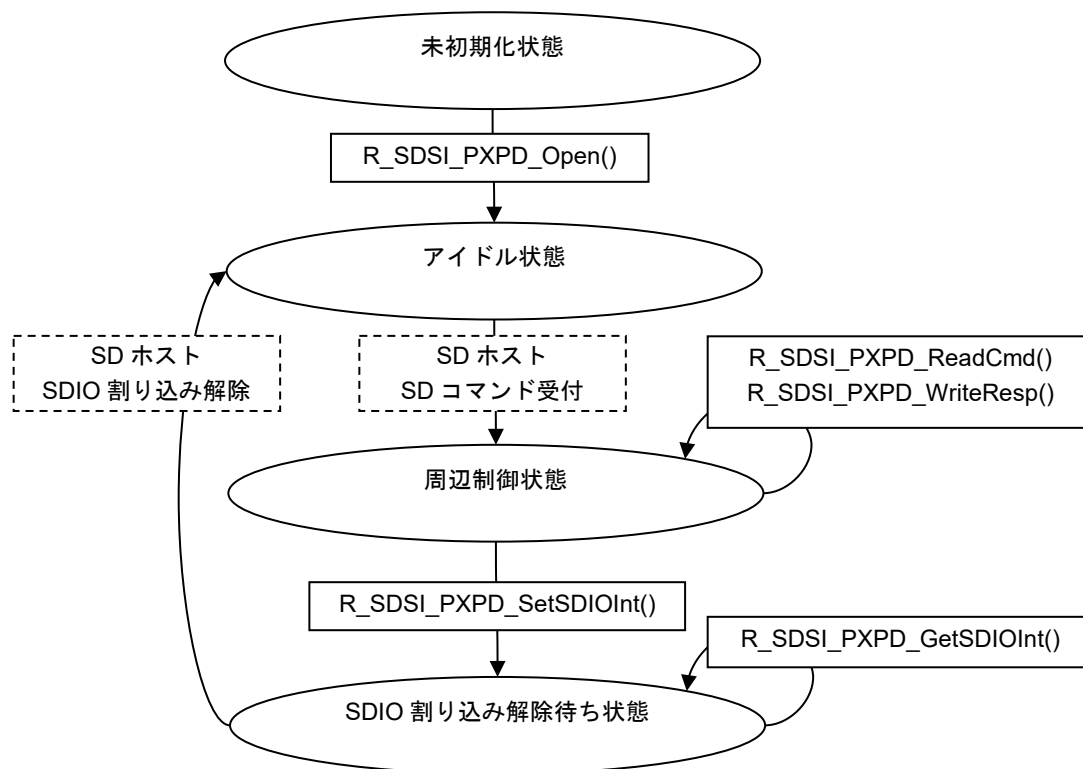 未初期化状態
R_SDSI_PXPD_Open()
アイドル状態
SD ホスト
SDIO 割り込み解除
SD ホスト
SD コマンド受付
R_SDSI_PXPD_ReadCmd()
R_SDSI_PXPD_WriteResp()
周辺制御状態
R_SDSI_PXPD_SetSDIOInt()
R_SDSI_PXPD_GetSDIOInt()
SDIO 割り込み解除待ち状態